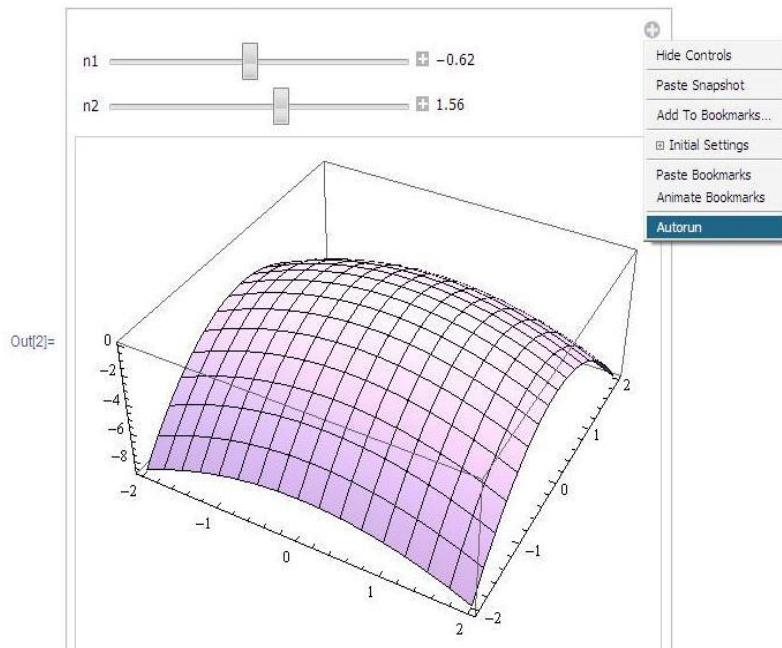 n1 −0.62
n2 1.56
Hide Controls
Paste Snapshot
Add To Bookmarks...
Initial Settings
Paste Bookmarks
Animate Bookmarks
Autorun
Out[2]=
0
−2
−4
−6
−8
−2
−1
0
1
2
−2
−1
0
1
2